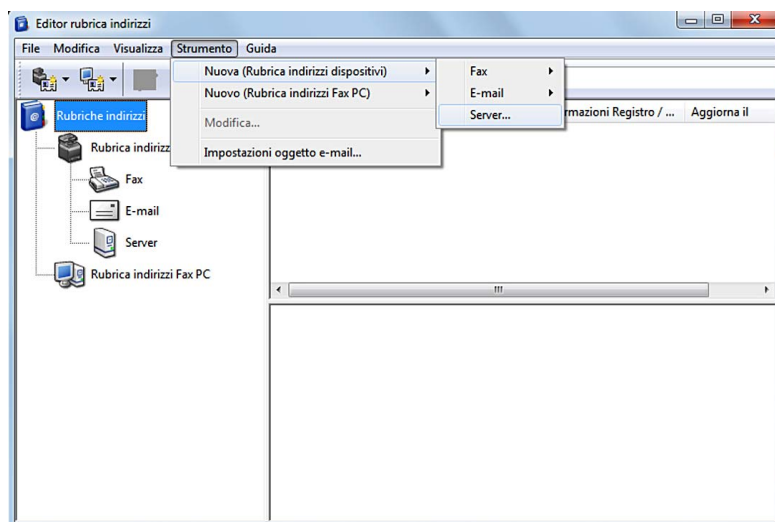 Editor rubrica indirizzi
File Modifica Visualizza Strumento Guida
Nuova (Rubrica indirizzi dispositivi)
Nuovo (Rubrica indirizzi Fax PC)
Modifica...
Impostazioni oggetto e-mail...
Fax
E-mail
Server...
rmazioni Registro / ... Aggiorna il
Rubriche indirizzi
Rubrica indirizz
Fax
E-mail
Server
Rubrica indirizzi Fax PC